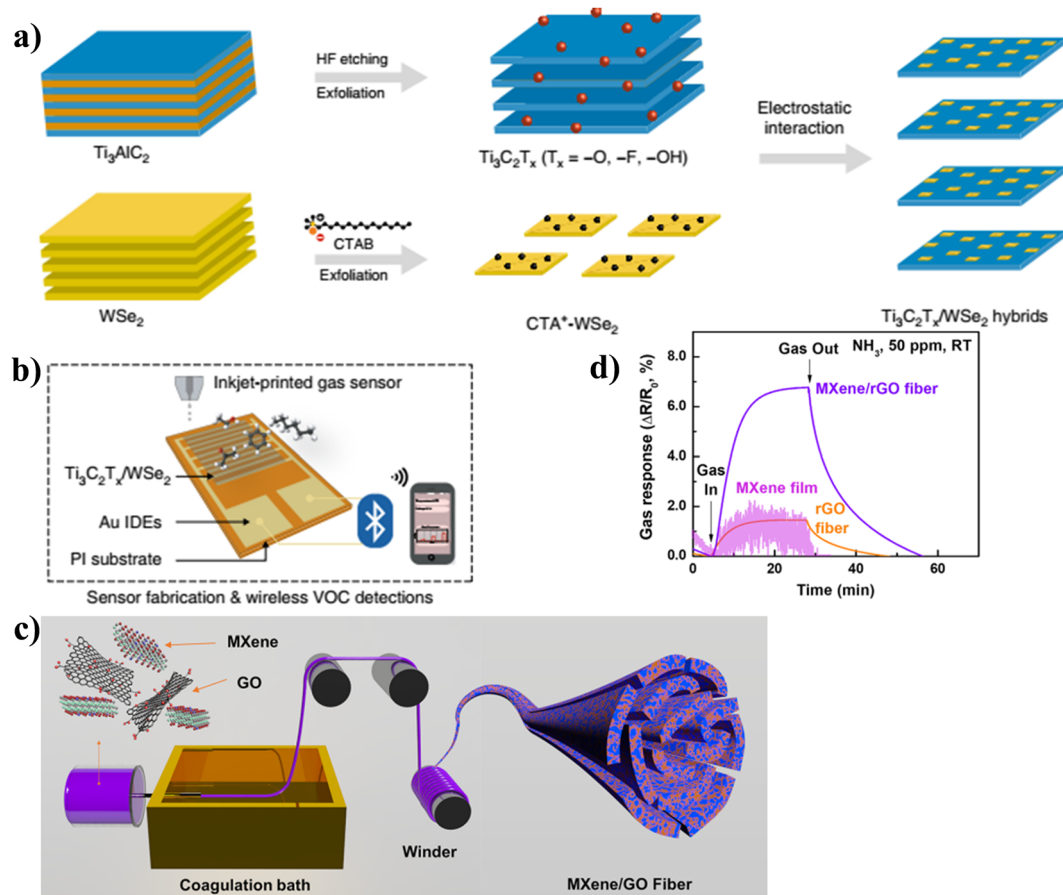 a)
HF etching
Exfoliation
Ti₃AlC₂
Ti₃C₂Tₓ (Tₓ = –O, –F, –OH)
Electrostatic
interaction
CTAB
Exfoliation
WSe₂
CTA⁺-WSe₂
Ti₃C₂Tₓ/WSe₂ hybrids
b)
Inkjet-printed gas sensor
Ti₃C₂Tₓ/WSe₂
Au IDEs
PI substrate
Sensor fabrication & wireless VOC detections
d)
NH₃, 50 ppm, RT
Gas Out
MXene/rGO fiber
Gas
In
MXene film
rGO
fiber
Gas response (ΔR/R₀, %)
8.0
6.0
4.0
2.0
0.0
0 20 40 60
Time (min)
c)
MXene
GO
Winder
Coagulation bath
MXene/GO Fiber